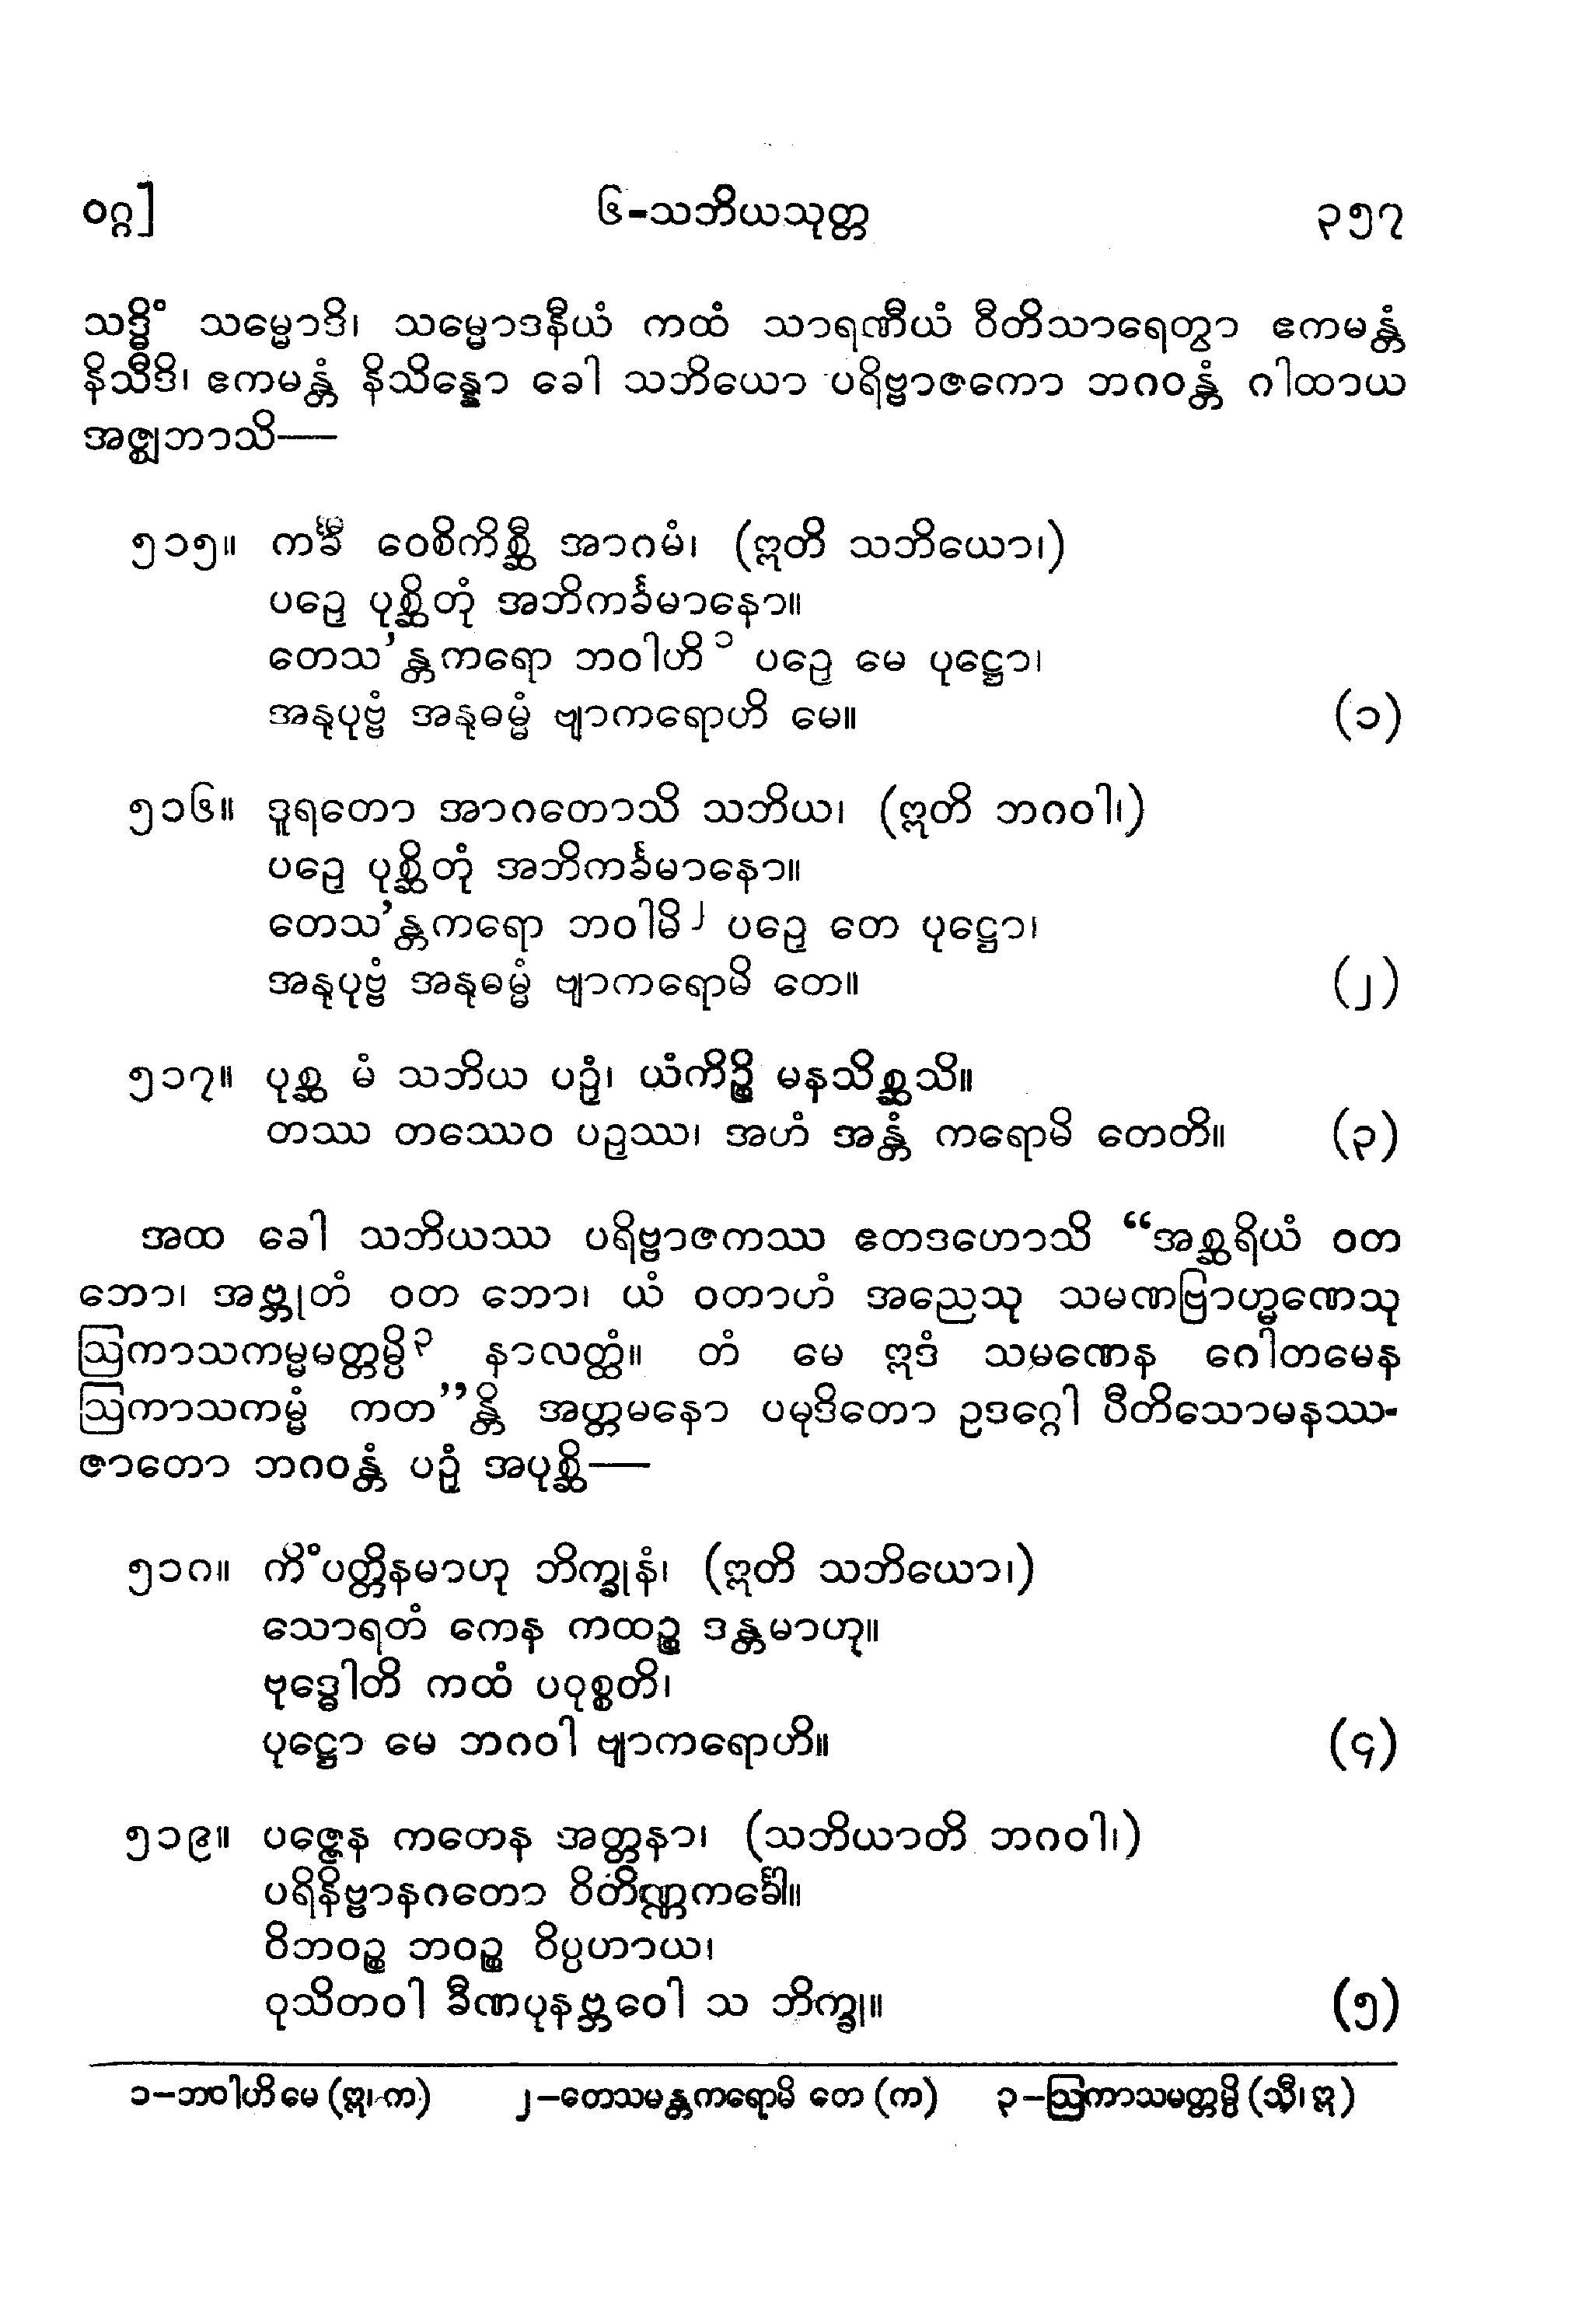 ဝဂ္ဂ] ၆-သဘိယသုတ္တ ၃၅၇
သဒ္ဓိံ သမ္မောဒိ၊ သမ္မောဒနီယံ ကထံ သာရဏီယံ ဝီတိသာရေတွာ ဧကမန္တံ
နိသီဒိ၊ ဧကမန္တံ နိသိန္နော ခေါ သဘိယော ပရိဗ္ဗာဇကော ဘဂဝန္တံ ဂါထာယ
အဇ္ဈဘာသိ—
၅၁၅။ ကင်္ခီ ဝေစိကိစ္ဆီ အာဂမံ၊ (ဣတိ သဘိယော၊)
ပဉှေ ပုစ္ဆိတုံ အဘိကင်္ခမာနော။
တေသ’န္တကရော ဘဝါဟိ ၁ ပဉှေ မေ ပုဋ္ဌော၊
အနုပုဗ္ဗံ အနုဓမ္မံ ဗျာကရောဟိ မေ။ (၁)
၅၁၆။ ဒူရတော အာဂတောသိ သဘိယ၊ (ဣတိ ဘဂဝါ၊)
ပဉှေ ပုစ္ဆိတုံ အဘိကင်္ခမာနော။
တေသ’န္တကရော ဘဝါမိ ၂ ပဉှေ တေ ပုဋ္ဌော၊
အနုပုဗ္ဗံ အနုဓမ္မံ ဗျာကရောမိ တေ။ (၂)
၅၁၇။ ပုစ္ဆ မံ သဘိယ ပဉှံ၊ ယံကိဉ္စိ မနသိစ္ဆသိ။
တဿ တဿေဝ ပဉှဿ၊ အဟံ အန္တံ ကရောမိ တေတိ။ (၃)
အထ ခေါ သဘိယဿ ပရိဗ္ဗာဇကဿ ဧတဒဟောသိ “အစ္ဆရိယံ ဝတ
ဘော၊ အဗ္ဘုတံ ဝတ ဘော၊ ယံ ဝတာဟံ အညေသု သမဏဗြာဟ္မဏေသု
ဩကာသကမ္မမတ္တမ္ပိ ၃ နာလတ္ထံ။ တံ မေ ဣဒံ သမဏေန ဂေါတမေန
ဩကာသကမ္မံ ကတ”န္တိ အတ္တမနော ပမုဒိတော ဥဒဂ္ဂေါ ပီတိသောမနဿ-
ဇာတော ဘဂဝန္တံ ပဉှံ အပုစ္ဆိ—
၅၁၈။ ကိံပတ္တိနမာဟု ဘိက္ခုနံ၊ (ဣတိ သဘိယော၊)
သောရတံ ကေန ကထဉ္စ ဒန္တမာဟု။
ဗုဒ္ဓေါတိ ကထံ ပဝုစ္စတိ၊
ပုဋ္ဌော မေ ဘဂဝါ ဗျာကရောဟိ။ (၄)
၅၁၉။ ပဇ္ဇေန ကတေန အတ္တနာ၊ (သဘိယာတိ ဘဂဝါ၊)
ပရိနိဗ္ဗာနဂတော ဝိတိဏ္ဏကင်္ခေါ။
ဝိဘဝဉ္စ ဘဝဉ္စ ဝိပ္ပဟာယ၊
ဝုသိတဝါ ခီဏပုနဗ္ဘဝေါ သ ဘိက္ခု။ (၅)
၁–ဘဝါဟိ မေ (ဣ၊ က) ၂–တေသမန္တကရောမိ တေ (က) ၃–ဩကာသမတ္တမ္ပိ (သီ၊ ဣ)